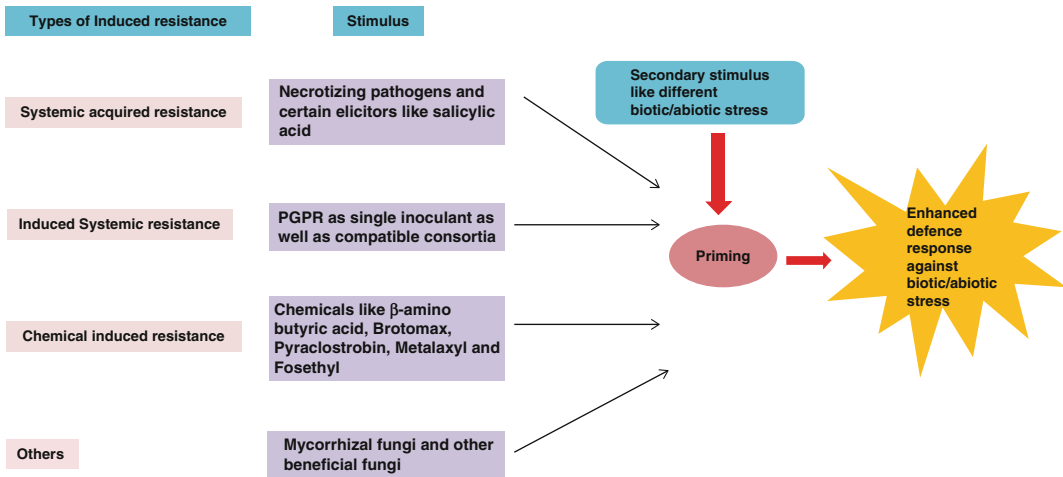 Types of Induced resistance
Stimulus
Systemic acquired resistance
Necrotizing pathogens and
certain elicitors like salicylic
acid
Secondary stimulus
like different
biotic/abiotic stress
Induced Systemic resistance
PGPR as single inoculant as
well as compatible consortia
Priming
Enhanced
defence
response
against
biotic/abiotic
stress
Chemical induced resistance
Chemicals like β-amino
butyric acid, Brotomax,
Pyraclostrobin, Metalaxyl and
Fosethyl
Others
Mycorrhizal fungi and other
beneficial fungi